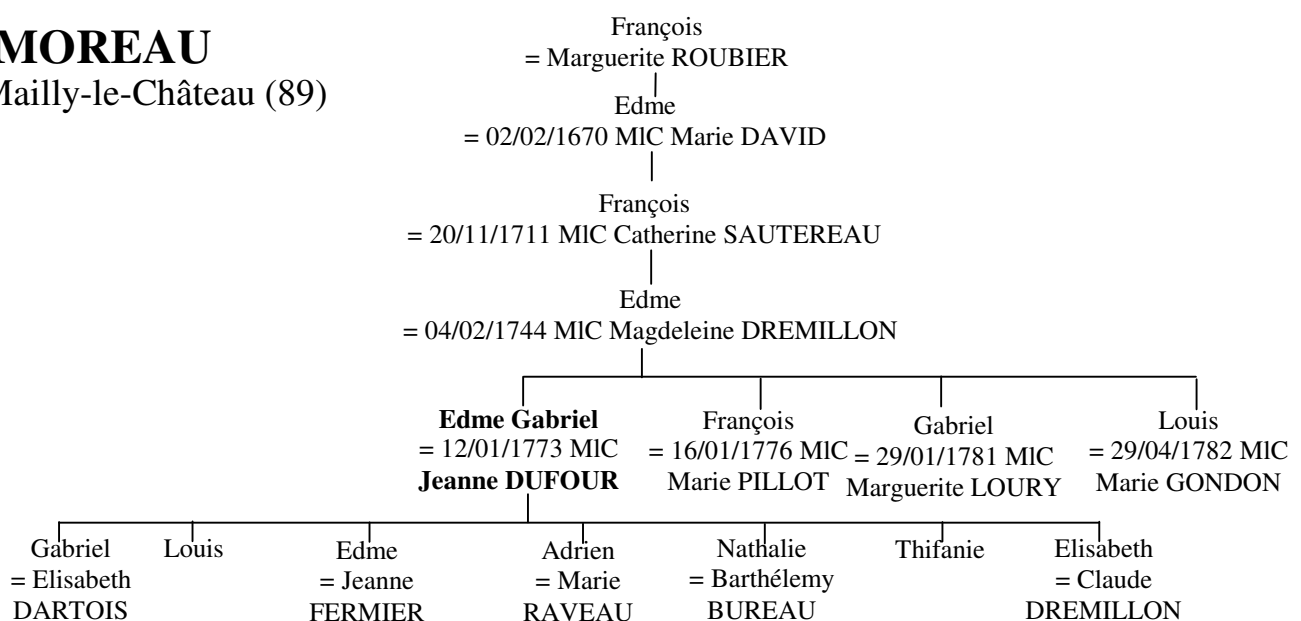 MOREAU
Mailly-le-Château (89)
François
= Marguerite ROUBIER
Edme
= 02/02/1670 MlC Marie DAVID
François
= 20/11/1711 MlC Catherine SAUTEREAU
Edme
= 04/02/1744 MlC Magdeleine DREMILLON
Edme Gabriel
= 12/01/1773 MlC
Jeanne DUFOUR
François
= 16/01/1776 MlC
Marie PILLOT
Gabriel
= 29/01/1781 MlC
Marguerite LOURY
Louis
= 29/04/1782 MlC
Marie GONDON
Gabriel
= Elisabeth
DARTOIS
Louis
Edme
= Jeanne
FERMIER
Adrien
= Marie
RAVEAU
Nathalie
= Barthélemy
BUREAU
Thifanie
Elisabeth
= Claude
DREMILLON